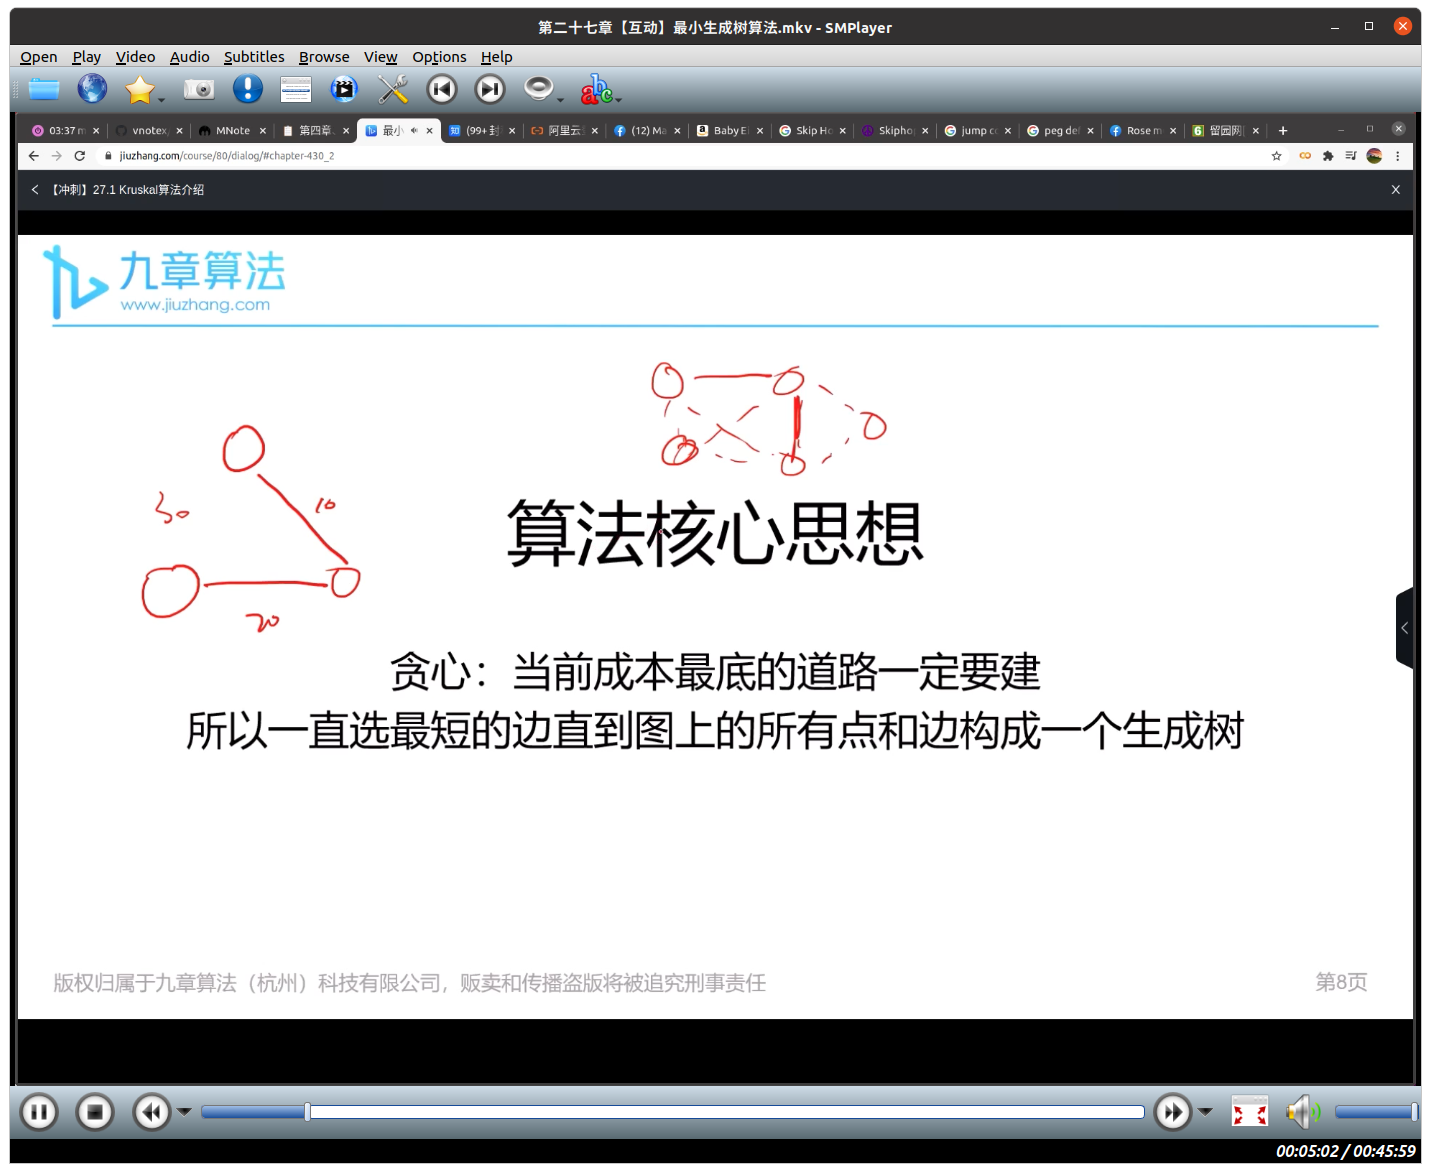 第二十七章【互动】最小生成树算法.mkv - SMPlayer
Open Play Video Audio Subtitles Browse View Options Help
abc
03:37 m
vnotex
MNote
第四章
最小
(99+ 封
阿里云
(12) Ma
Baby Ei
Skip Ho
Skiphop
jump co
peg def
Rose m
留园网
jiuzhang.com/course/80/dialog/#chapter-430_2
【冲刺】27.1 Kruskal算法介绍
九章算法
www.jiuzhang.com
30
10
20
算法核心思想
贪心：当前成本最底的道路一定要建
所以一直选最短的边直到图上的所有点和边构成一个生成树
版权归属于九章算法（杭州）科技有限公司，贩卖和传播盗版将被追究刑事责任
第8页
00:05:02 / 00:45:59